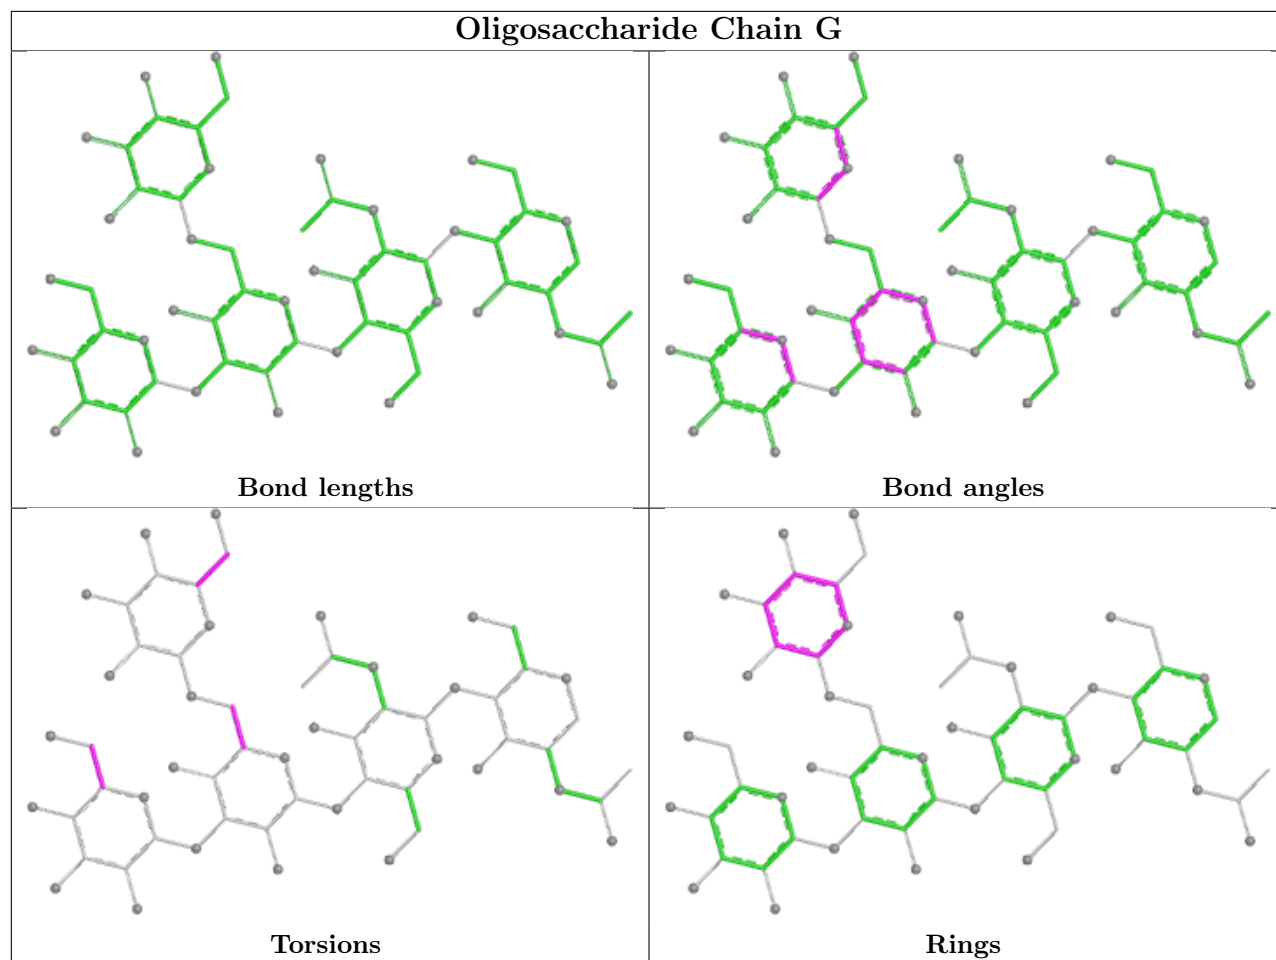 Oligosaccharide Chain G
Bond lengths
Bond angles
Torsions
Rings